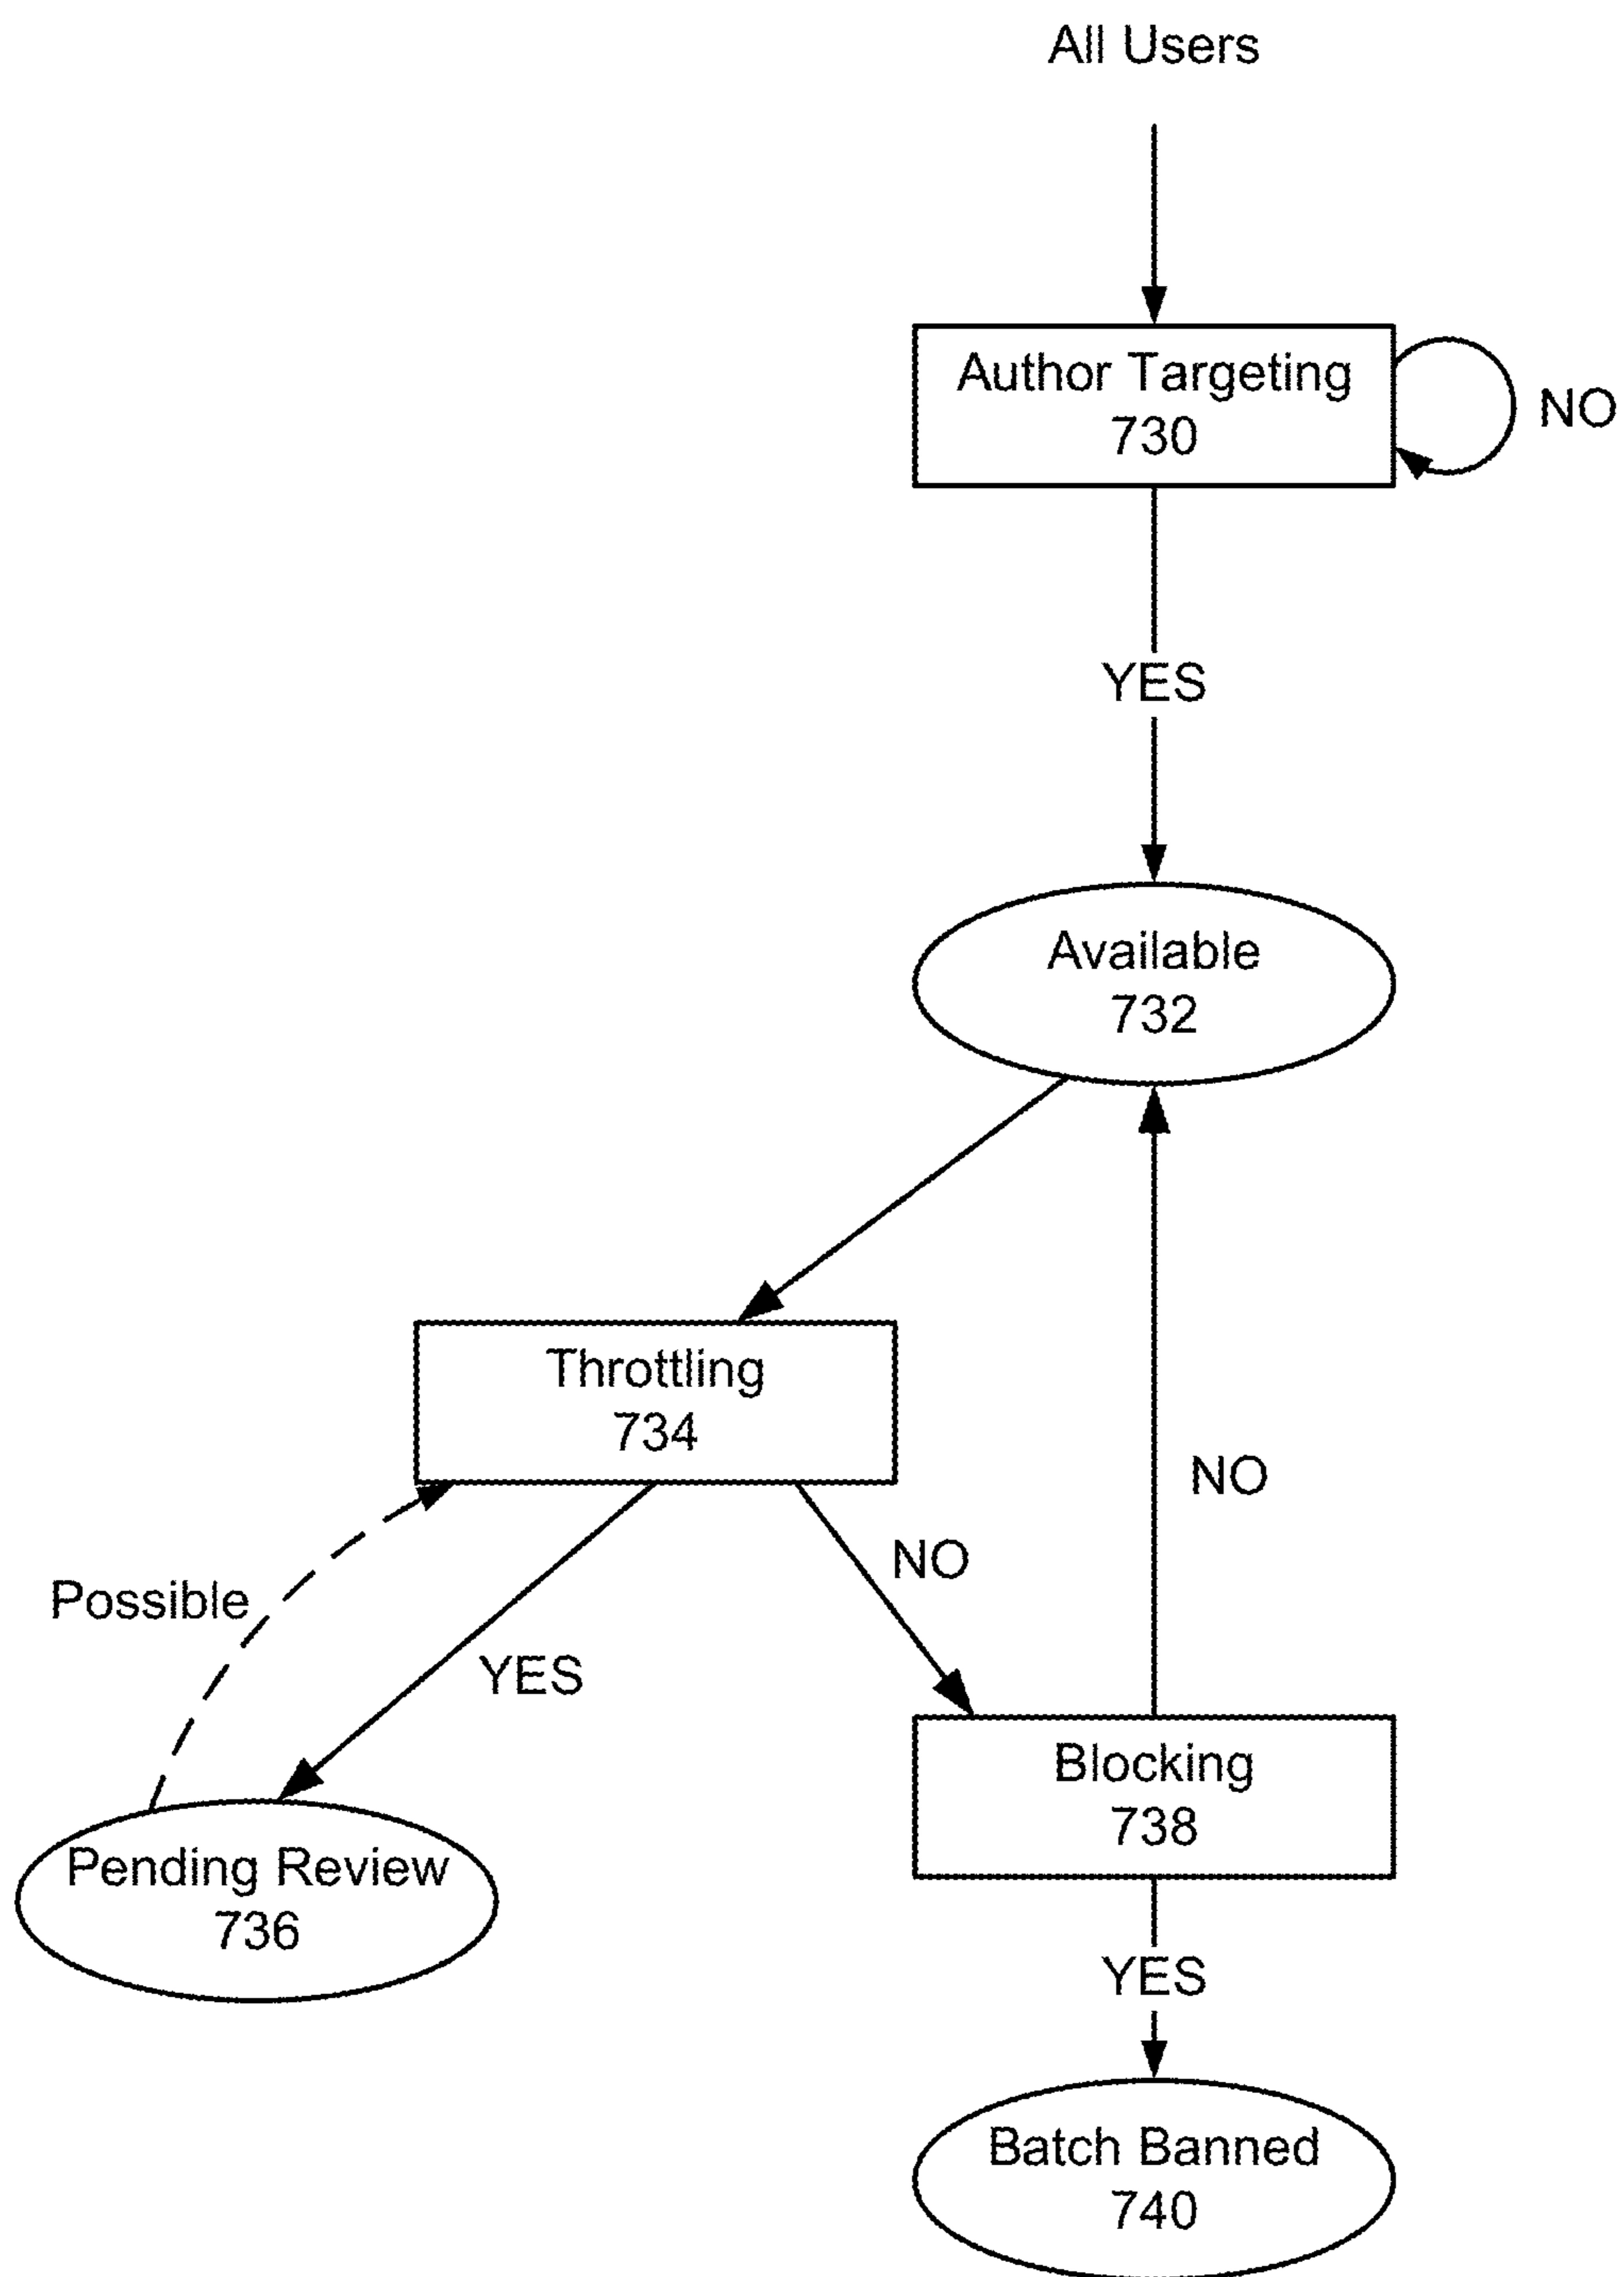 All Users
Author Targeting
730
NO
YES
Available
732
Throttling
734
NO
NO
Possible
YES
Blocking
738
Pending Review
736
YES
Batch Banned
740